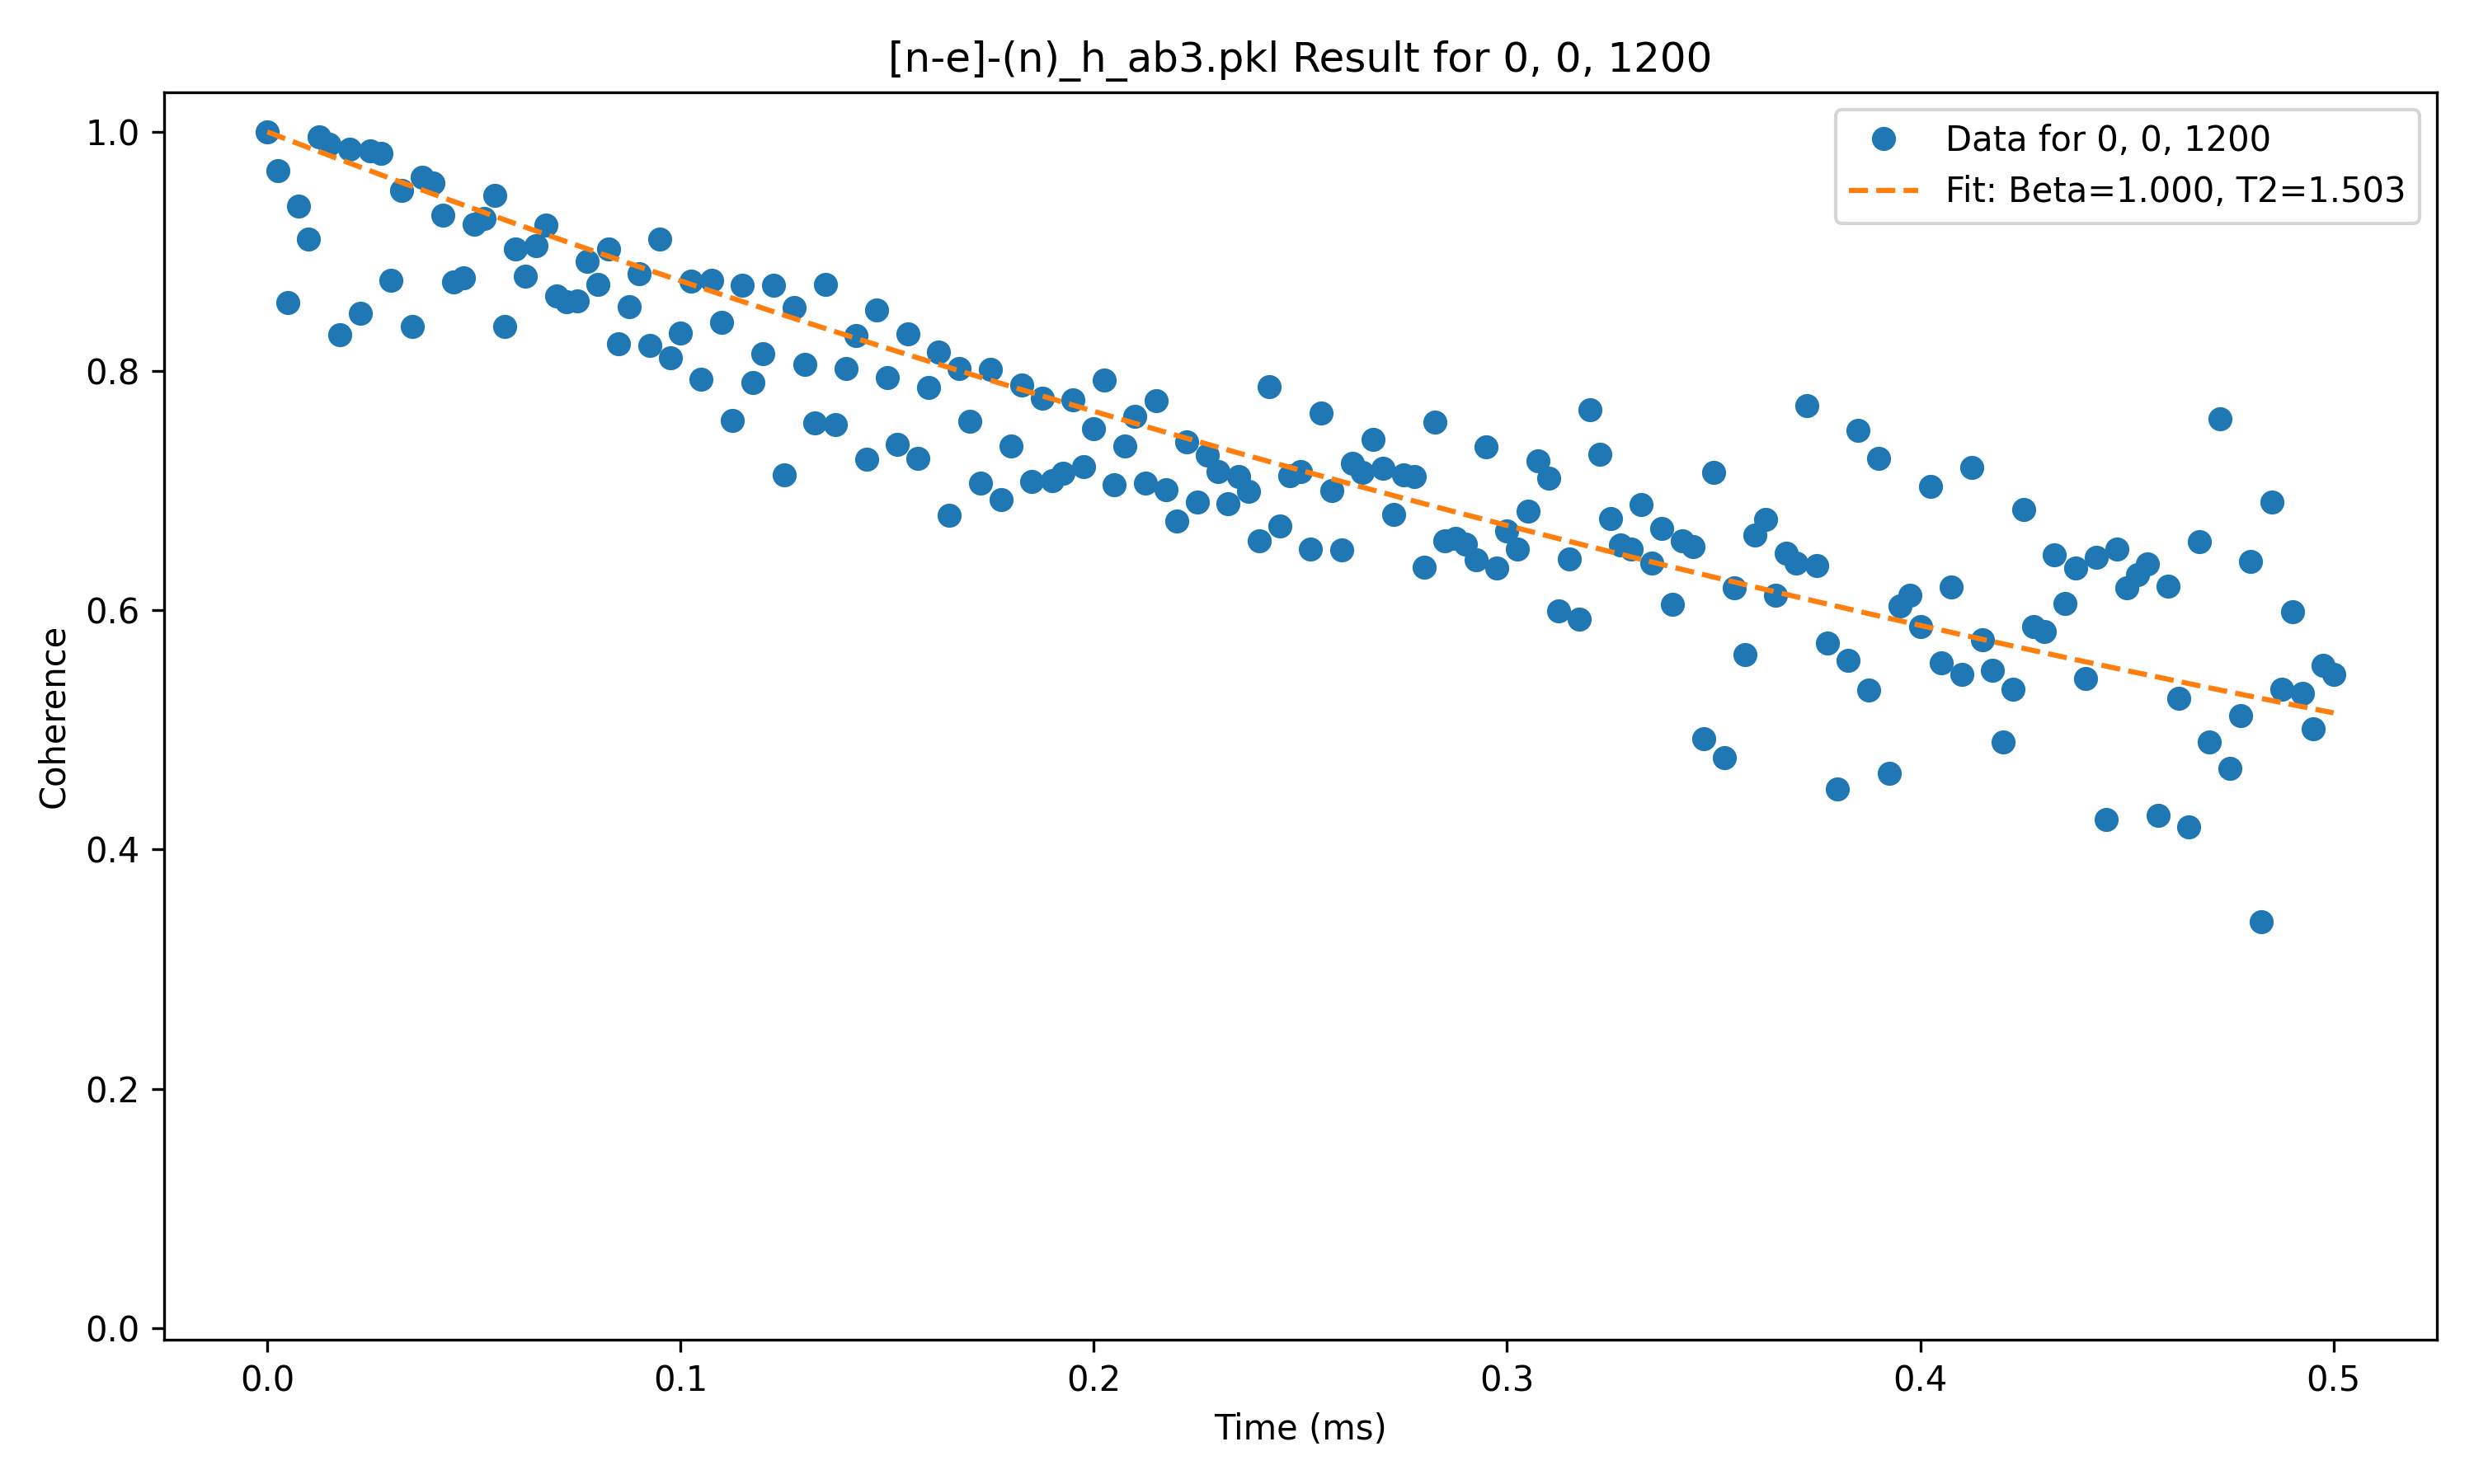 [n-e]-(n)_h_ab3.pkl Result for 0, 0, 1200
Data for 0, 0, 1200
Fit: Beta=1.000, T2=1.503
Coherence
1.0
0.8
0.6
0.4
0.2
0.0
0.0 0.1 0.2 0.3 0.4 0.5
Time (ms)